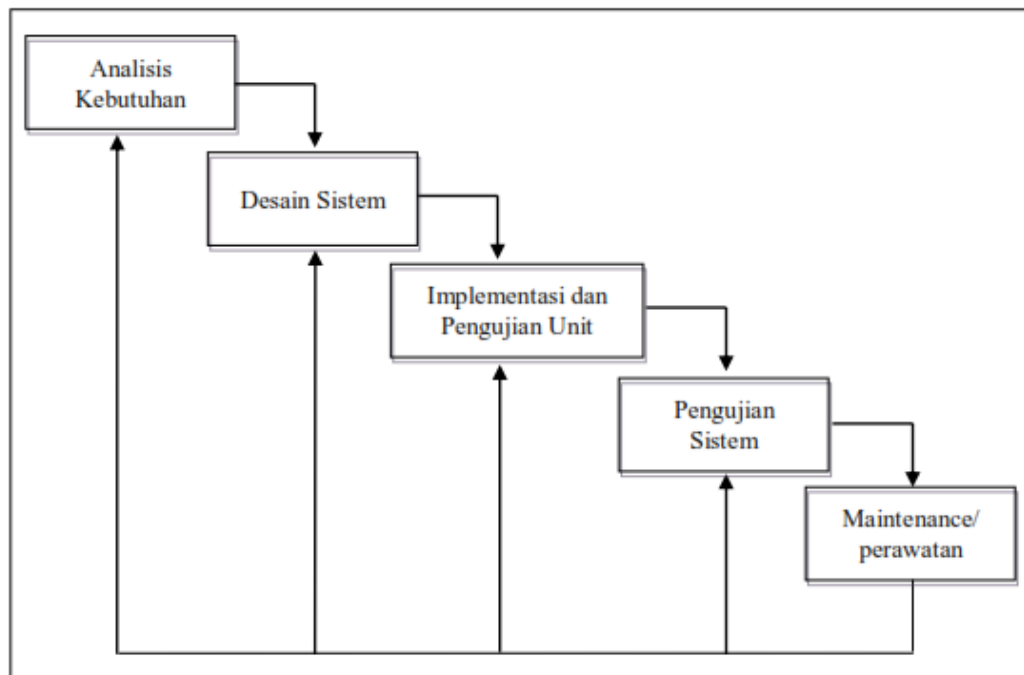 Analisis
Kebutuhan
Desain Sistem
Implementasi dan
Pengujian Unit
Pengujian
Sistem
Maintenance/
perawatan